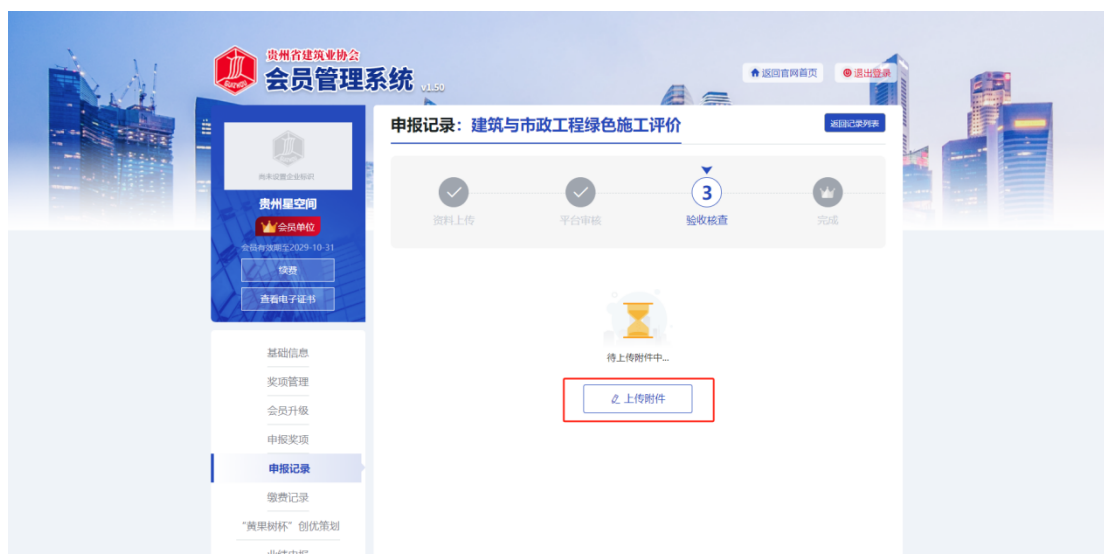 贵州省建筑业协会
会员管理系统 v1.50
返回官网首页
退出登录
尚未设置企业标识
贵州星空间
会员单位
会员有效期至2029-10-31
续费
查看电子证书
基础信息
奖项管理
会员升级
申报奖项
申报记录
缴费记录
“黄果树杯”创优策划
申报记录：建筑与市政工程绿色施工评价
返回记录列表
资料上传
平台审核
3
验收核查
完成
待上传附件中...
上传附件